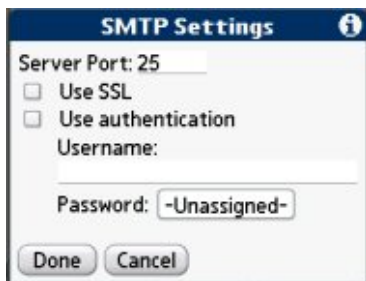 SMTP Settings
Server Port: 25
Use SSL
Use authentication
Username:
Password: -Unassigned-
Done Cancel